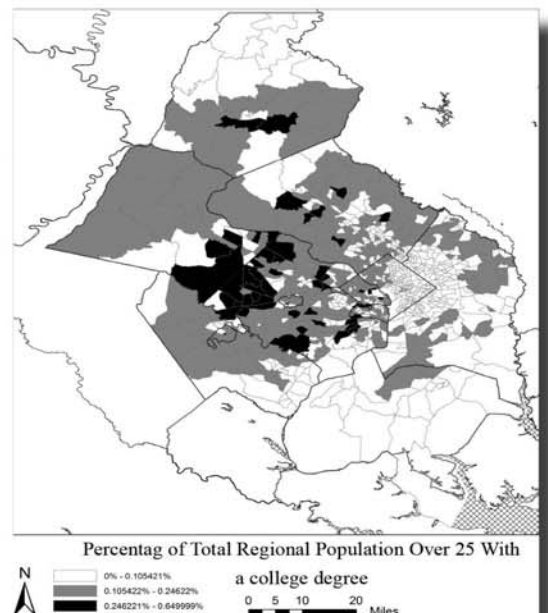 Percentag of Total Regional Population Over 25 With
a college degree
N
0% - 0.105421%
0.105422% - 0.24622%
0.246221% - 0.649999%
0 5 10 20
Miles